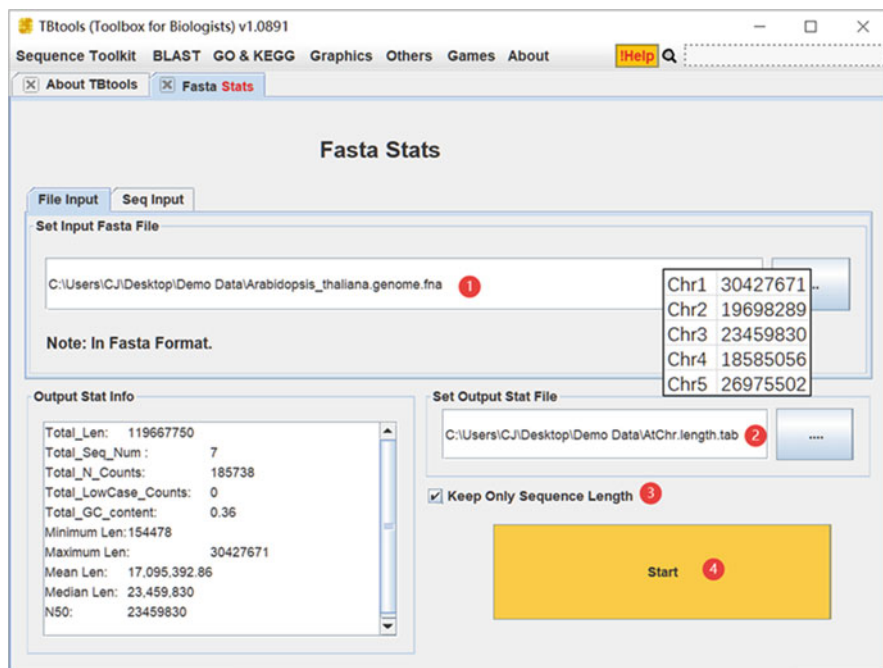 TBtools (Toolbox for Biologists) v1.0891
Sequence Toolkit BLAST GO & KEGG Graphics Others Games About !Help
About TBtools Fasta Stats
Fasta Stats
File Input Seq Input
Set Input Fasta File
C:\Users\CJ\Desktop\Demo Data\Arabidopsis_thaliana.genome.fna 1
..
Chr1 30427671
Chr2 19698289
Chr3 23459830
Chr4 18585056
Chr5 26975502
Note: In Fasta Format.
Output Stat Info
Total_Len: 119667750
Total_Seq_Num : 7
Total_N_Counts: 185738
Total_LowCase_Counts: 0
Total_GC_content: 0.36
Minimum Len: 154478
Maximum Len: 30427671
Mean Len: 17,095,392.86
Median Len: 23,459,830
N50: 23459830
Set Output Stat File
C:\Users\CJ\Desktop\Demo Data\AtChr.length.tab 2
....
Keep Only Sequence Length 3
Start 4